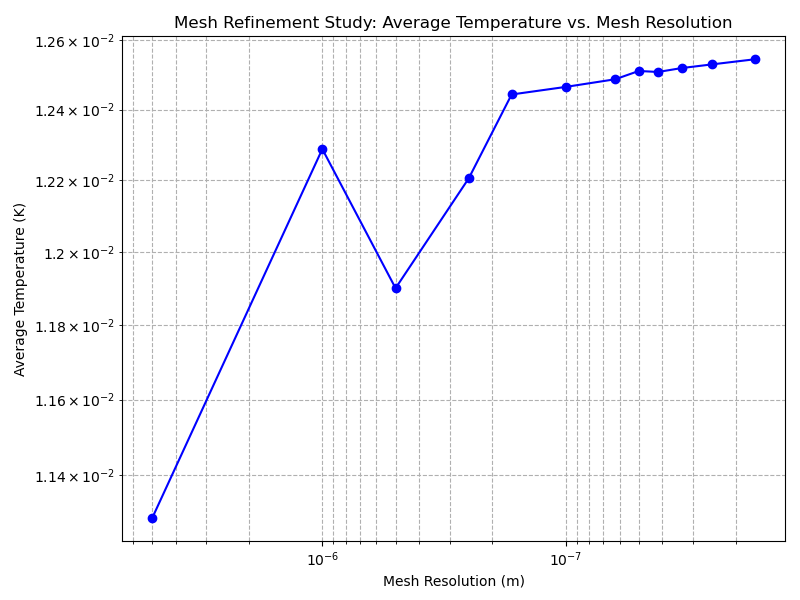 Mesh Refinement Study: Average Temperature vs. Mesh Resolution
1.26 × 10⁻²
1.24 × 10⁻²
1.22 × 10⁻²
1.2 × 10⁻²
1.18 × 10⁻²
1.16 × 10⁻²
1.14 × 10⁻²
Average Temperature (K)
10⁻⁶ 10⁻⁷
Mesh Resolution (m)